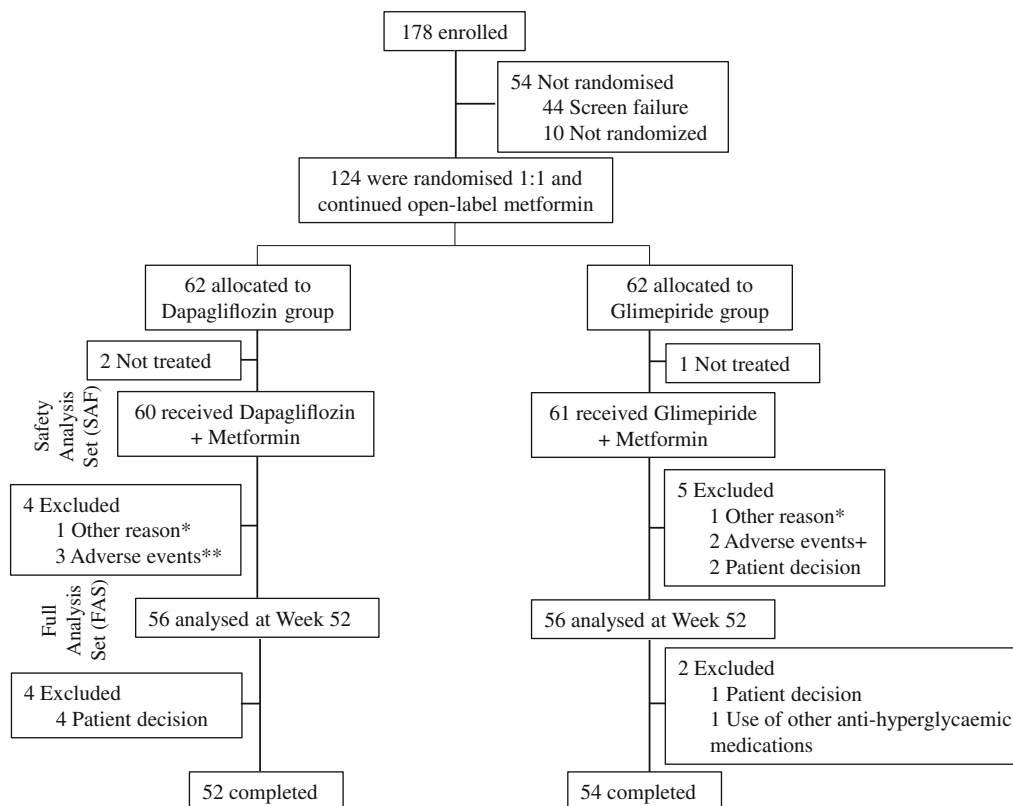 178 enrolled
54 Not randomised
44 Screen failure
10 Not randomized
124 were randomised 1:1 and
continued open-label metformin
62 allocated to
Dapagliflozin group
62 allocated to
Glimepiride group
2 Not treated
1 Not treated
Safety
Analysis
Set (SAF)
60 received Dapagliflozin
+ Metformin
61 received Glimepiride
+ Metformin
4 Excluded
1 Other reason*
3 Adverse events**
5 Excluded
1 Other reason*
2 Adverse events+
2 Patient decision
Full
Analysis
Set (FAS)
56 analysed at Week 52
56 analysed at Week 52
4 Excluded
4 Patient decision
2 Excluded
1 Patient decision
1 Use of other anti-hyperglycaemic
medications
52 completed
54 completed